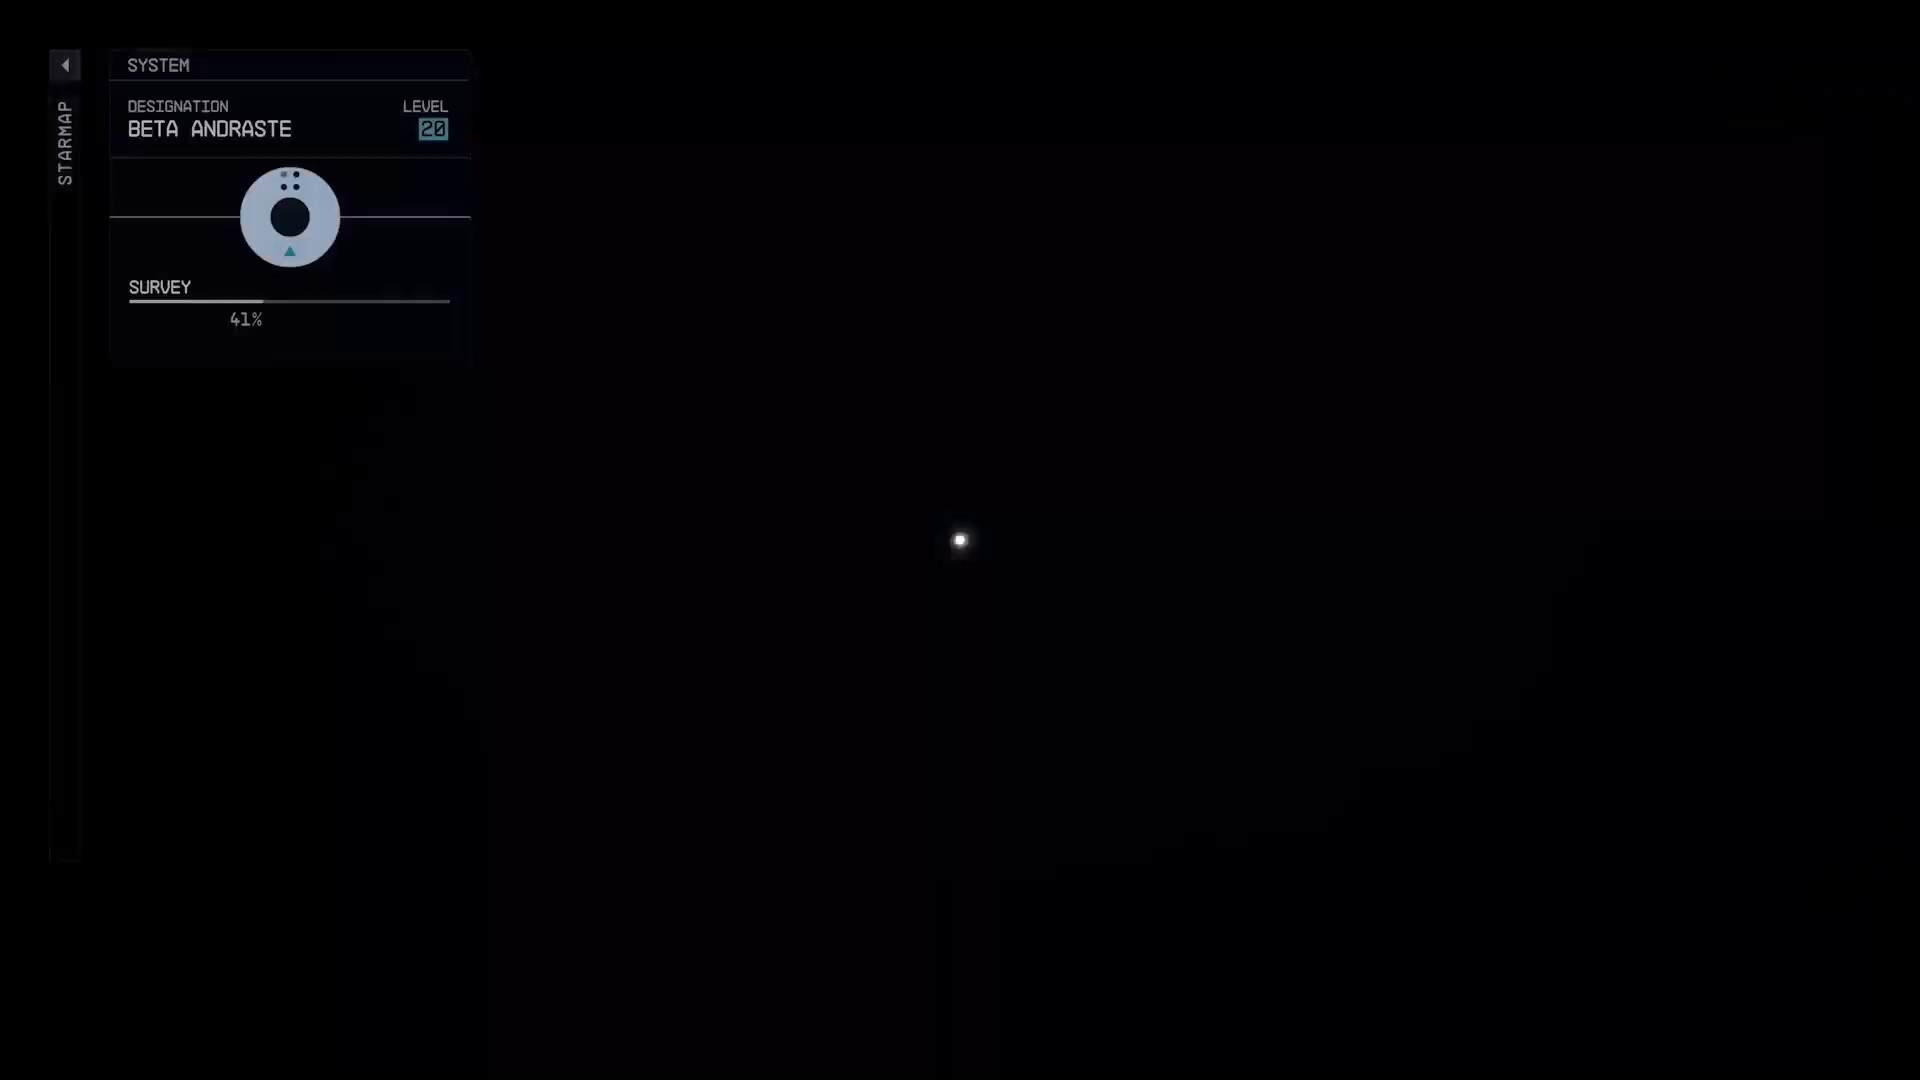 STARMAP
SYSTEM
DESIGNATION LEVEL
BETA ANDRASTE 20
SURVEY
41%